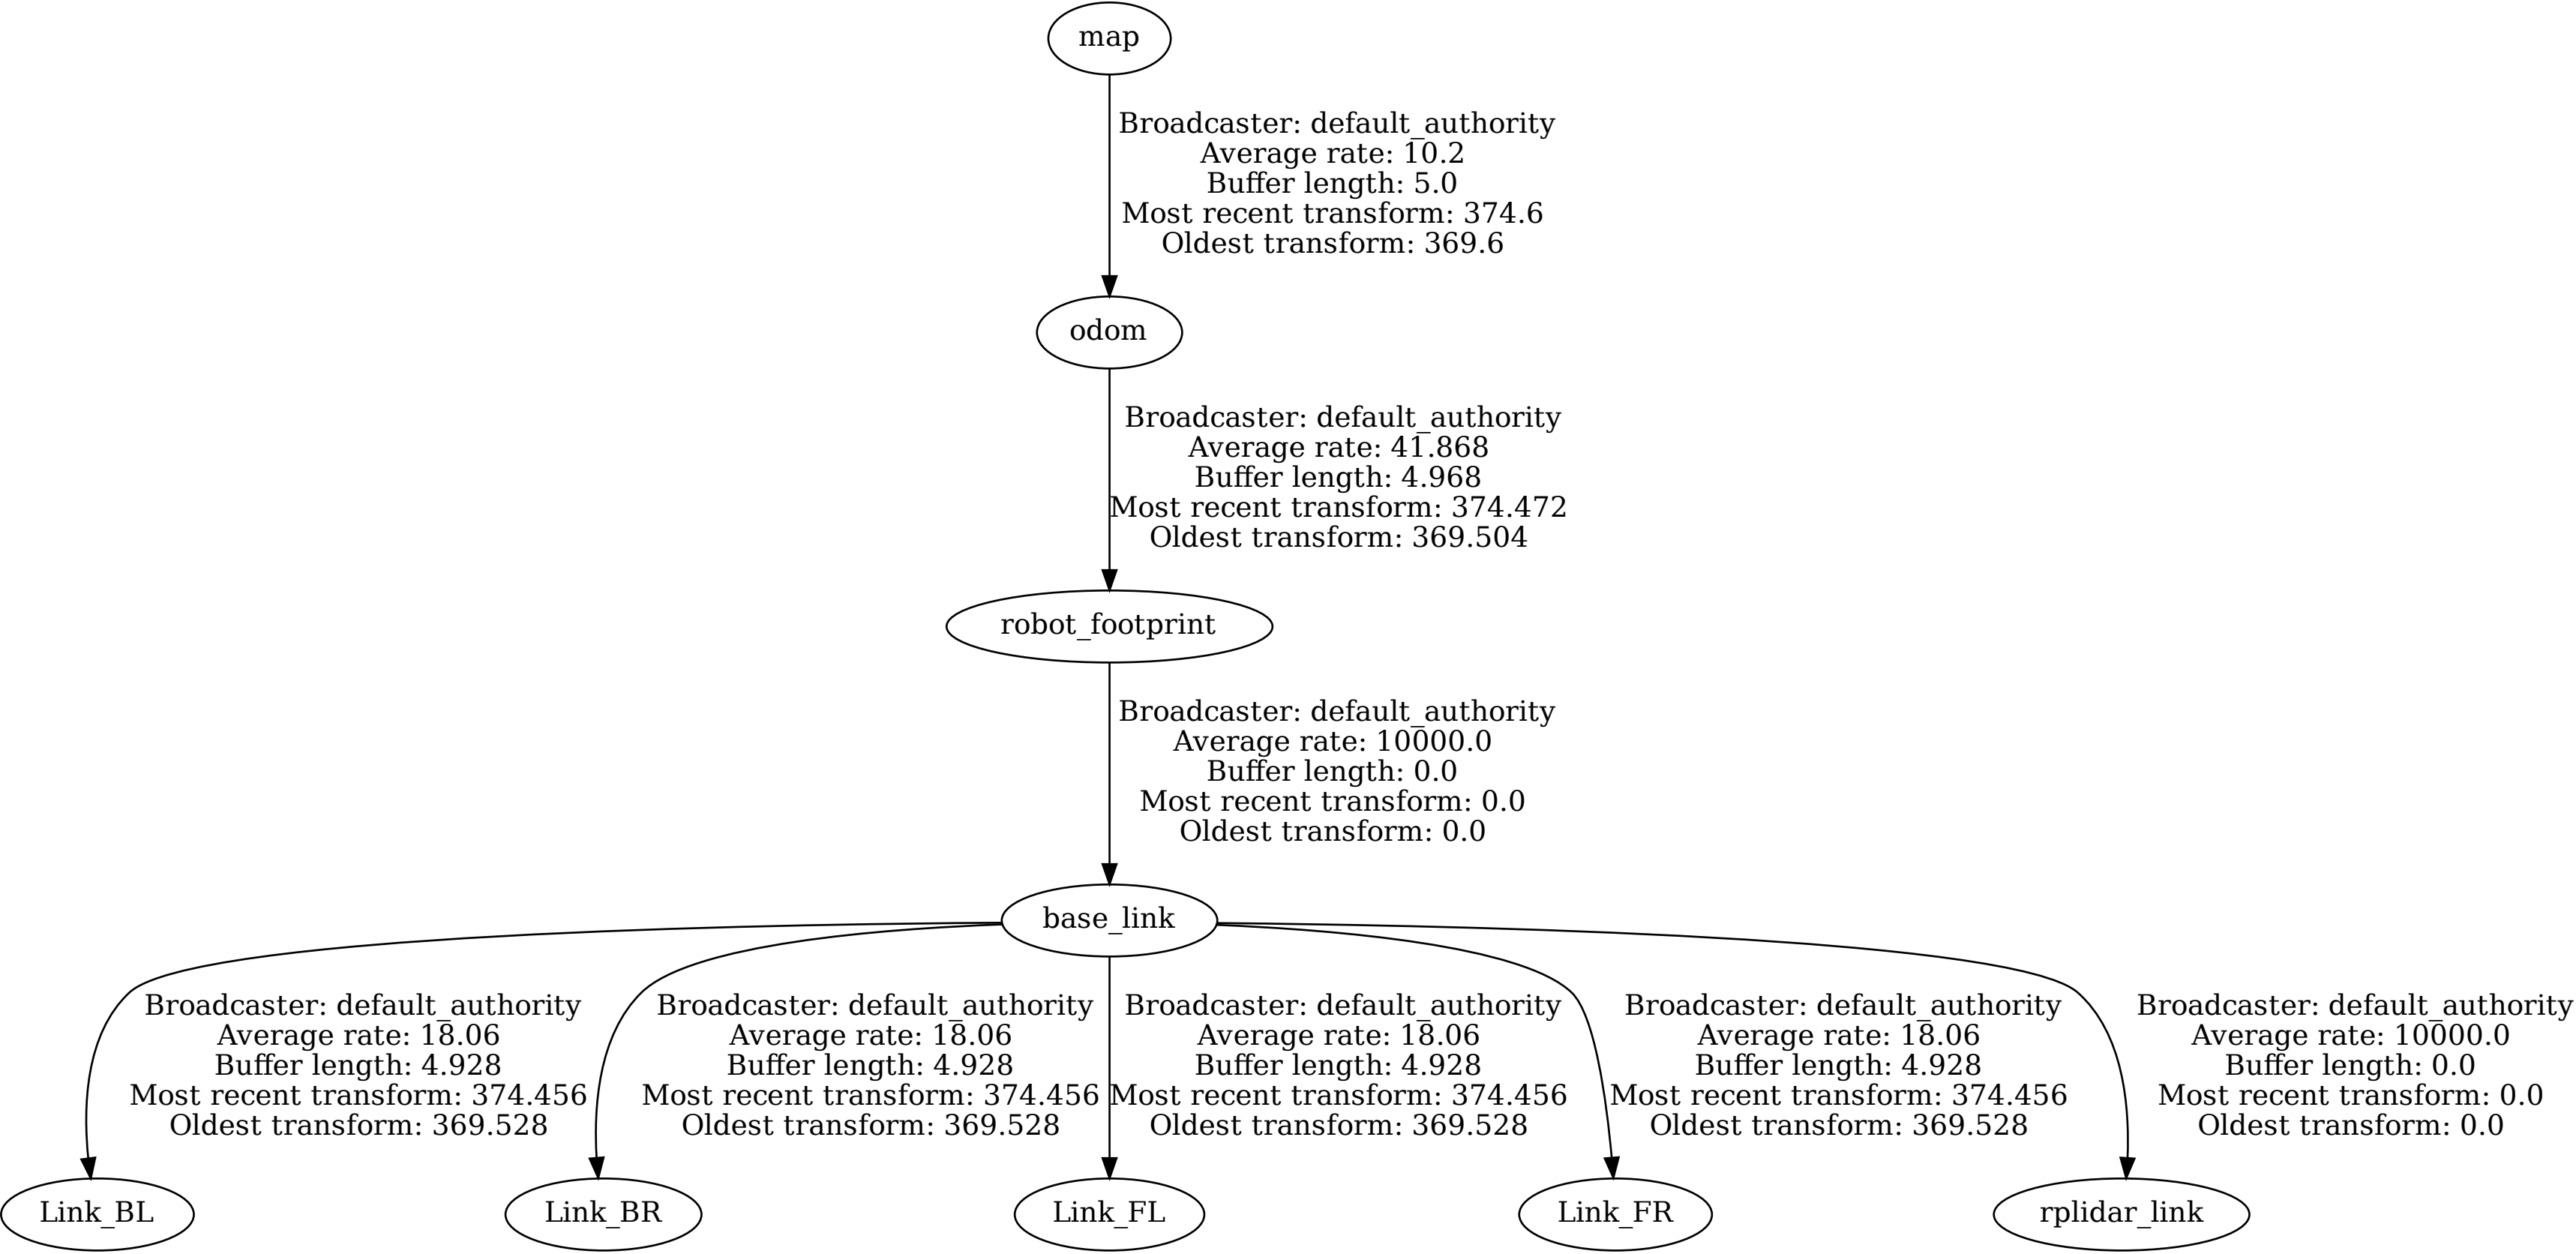 map
Broadcaster: default_authority
Average rate: 10.2
Buffer length: 5.0
Most recent transform: 374.6
Oldest transform: 369.6
odom
Broadcaster: default_authority
Average rate: 41.868
Buffer length: 4.968
Most recent transform: 374.472
Oldest transform: 369.504
robot_footprint
Broadcaster: default_authority
Average rate: 10000.0
Buffer length: 0.0
Most recent transform: 0.0
Oldest transform: 0.0
base_link
Broadcaster: default_authority
Average rate: 18.06
Buffer length: 4.928
Most recent transform: 374.456
Oldest transform: 369.528
Broadcaster: default_authority
Average rate: 18.06
Buffer length: 4.928
Most recent transform: 374.456
Oldest transform: 369.528
Broadcaster: default_authority
Average rate: 18.06
Buffer length: 4.928
Most recent transform: 374.456
Oldest transform: 369.528
Broadcaster: default_authority
Average rate: 18.06
Buffer length: 4.928
Most recent transform: 374.456
Oldest transform: 369.528
Broadcaster: default_authority
Average rate: 10000.0
Buffer length: 0.0
Most recent transform: 0.0
Oldest transform: 0.0
Link_BL
Link_BR
Link_FL
Link_FR
rplidar_link